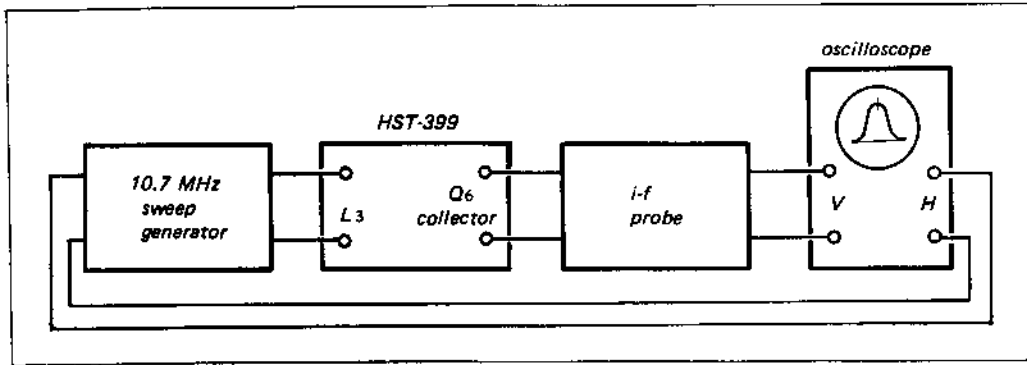 oscilloscope
HST-399
10.7 MHz
sweep
generator
L3
Q6
collector
i-f
probe
V
H